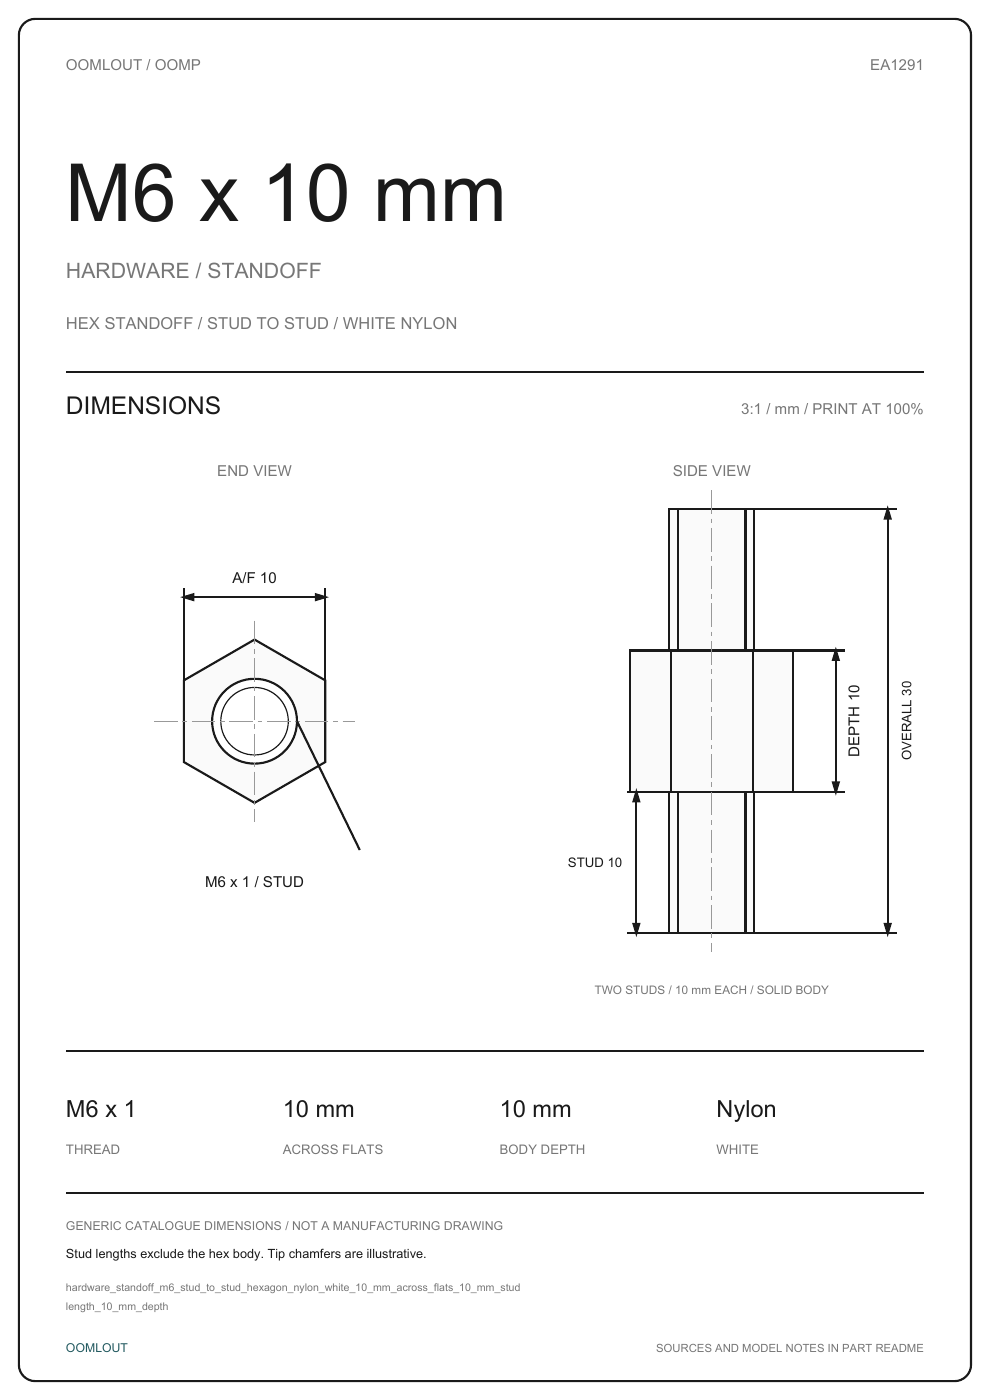 OOMLOUT / OOMP
EA1291
M6 x 10 mm
HARDWARE / STANDOFF
HEX STANDOFF / STUD TO STUD / WHITE NYLON
DIMENSIONS
3:1 / mm / PRINT AT 100%
END VIEW
SIDE VIEW
A/F 10
M6 x 1 / STUD
DEPTH 10
OVERALL 30
STUD 10
TWO STUDS / 10 mm EACH / SOLID BODY
M6 x 1
10 mm
10 mm
Nylon
THREAD
ACROSS FLATS
BODY DEPTH
WHITE
GENERIC CATALOGUE DIMENSIONS / NOT A MANUFACTURING DRAWING
Stud lengths exclude the hex body. Tip chamfers are illustrative.
hardware_standoff_m6_stud_to_stud_hexagon_nylon_white_10_mm_across_flats_10_mm_stud
length_10_mm_depth
OOMLOUT
SOURCES AND MODEL NOTES IN PART README